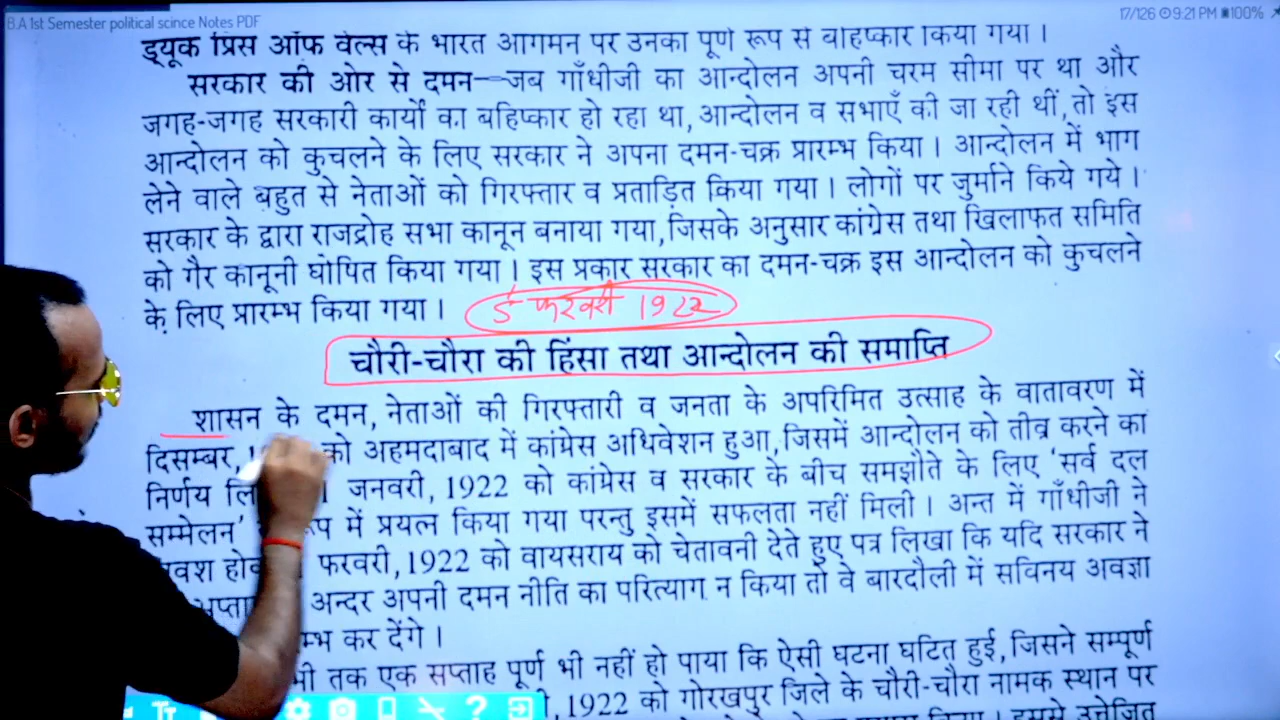 B.A 1st Semester political scince Notes PDF
17/126 9:21 PM 100%
ड्यूक प्रिंस ऑफ वेल्स के भारत आगमन पर उनका पूर्ण रूप से बहिष्कार किया गया ।
सरकार की ओर से दमन—जब गाँधीजी का आन्दोलन अपनी चरम सीमा पर था और
जगह-जगह सरकारी कार्यों का बहिष्कार हो रहा था, आन्दोलन व सभाएँ की जा रही थीं, तो इस
आन्दोलन को कुचलने के लिए सरकार ने अपना दमन-चक्र प्रारम्भ किया । आन्दोलन में भाग
लेने वाले बहुत से नेताओं को गिरफ्तार व प्रताड़ित किया गया । लोगों पर जुर्माने किये गये ।
सरकार के द्वारा राजद्रोह सभा कानून बनाया गया, जिसके अनुसार कांग्रेस तथा खिलाफत समिति
को गैर कानूनी घोषित किया गया । इस प्रकार सरकार का दमन-चक्र इस आन्दोलन को कुचलने
के लिए प्रारम्भ किया गया ।
5 फरवरी 1922
चौरी-चौरा की हिंसा तथा आन्दोलन की समाप्ति
शासन के दमन, नेताओं की गिरफ्तारी व जनता के अपरिमित उत्साह के वातावरण में
दिसम्बर, को अहमदाबाद में कांग्रेस अधिवेशन हुआ, जिसमें आन्दोलन को तीव्र करने का
निर्णय । जनवरी, 1922 को कांग्रेस व सरकार के बीच समझौते के लिए ‘सर्व दल
सम्मेलन’ में प्रयत्न किया गया परन्तु इसमें सफलता नहीं मिली । अन्त में गाँधीजी ने
फरवरी, 1922 को वायसराय को चेतावनी देते हुए पत्र लिखा कि यदि सरकार ने
अन्दर अपनी दमन नीति का परित्याग न किया तो वे बारदौली में सविनय अवज्ञा
कर देंगे ।
तक एक सप्ताह पूर्ण भी नहीं हो पाया कि ऐसी घटना घटित हुई, जिसने सम्पूर्ण
, 1922 को गोरखपुर जिले के चौरी-चौरा नामक स्थान पर